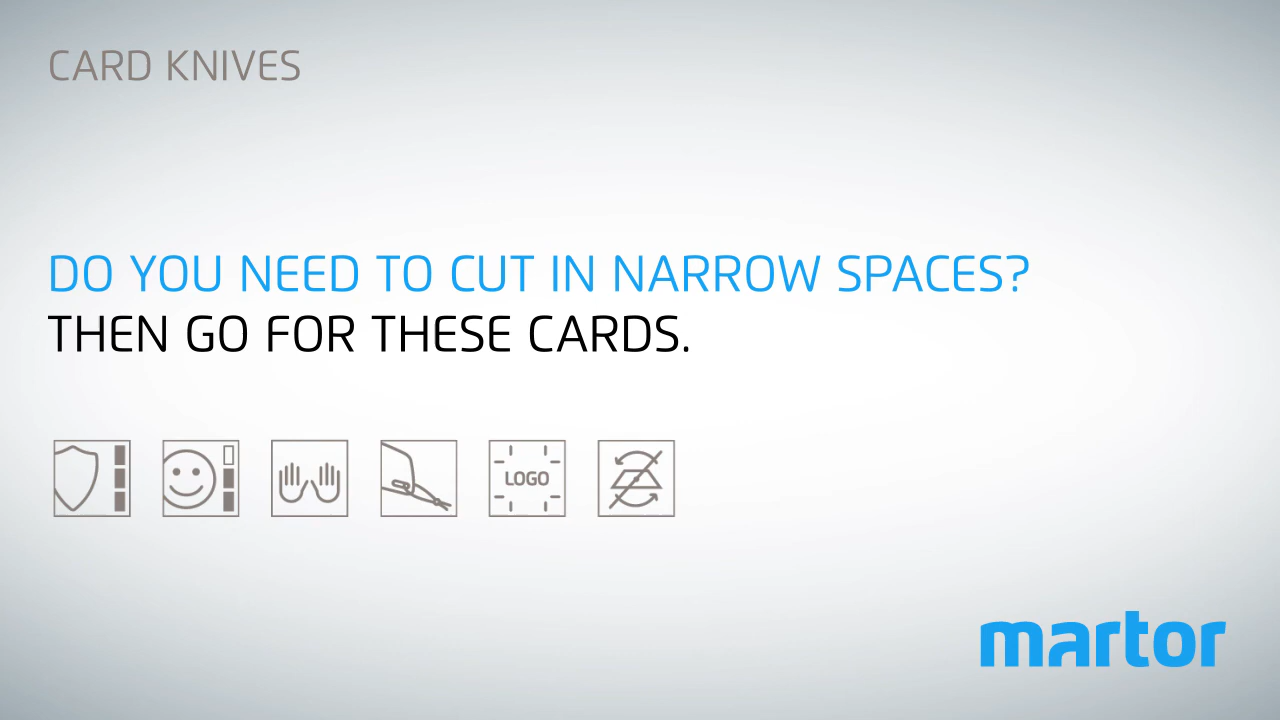 CARD KNIVES
DO YOU NEED TO CUT IN NARROW SPACES?
THEN GO FOR THESE CARDS.
LOGO
martor